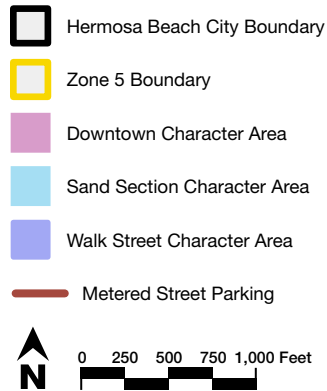 Hermosa Beach City Boundary
Zone 5 Boundary
Downtown Character Area
Sand Section Character Area
Walk Street Character Area
Metered Street Parking
N
0 250 500 750 1,000 Feet